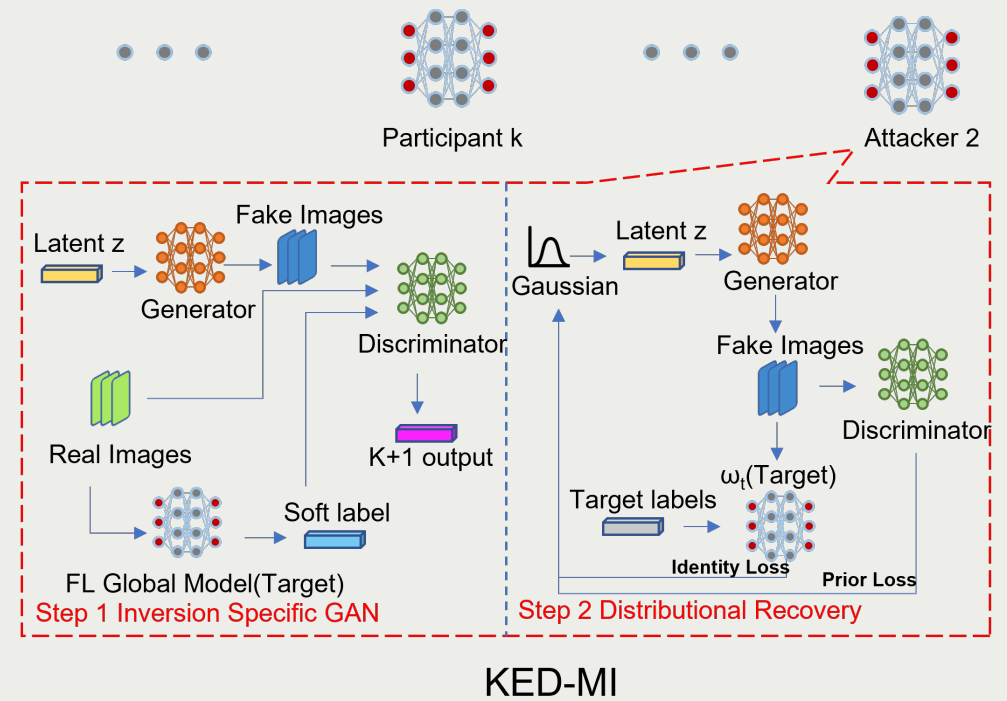 Participant k
Attacker 2
Latent z
Fake Images
Generator
Discriminator
Real Images
K+1 output
Soft label
FL Global Model(Target)
Step 1 Inversion Specific GAN
Gaussian
Latent z
Generator
Fake Images
Discriminator
ωt(Target)
Target labels
Identity Loss
Prior Loss
Step 2 Distributional Recovery
KED-MI